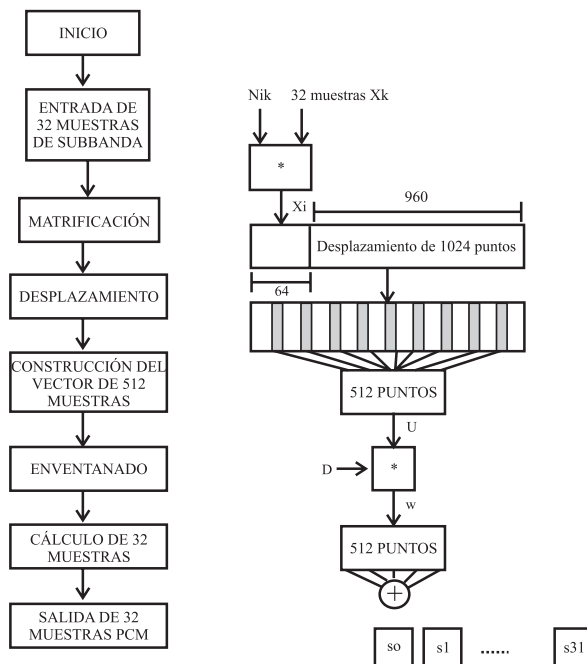 INICIO
ENTRADA DE
32 MUESTRAS
DE SUBBANDA
MATRIFICACIÓN
DESPLAZAMIENTO
CONSTRUCCIÓN DEL
VECTOR DE 512
MUESTRAS
ENVENTANADO
CÁLCULO DE 32
MUESTRAS
SALIDA DE 32
MUESTRAS PCM
Nik
32 muestras Xk
*
Xi
960
Desplazamiento de 1024 puntos
64
512 PUNTOS
U
D
*
w
512 PUNTOS
+
so
s1
......
s31